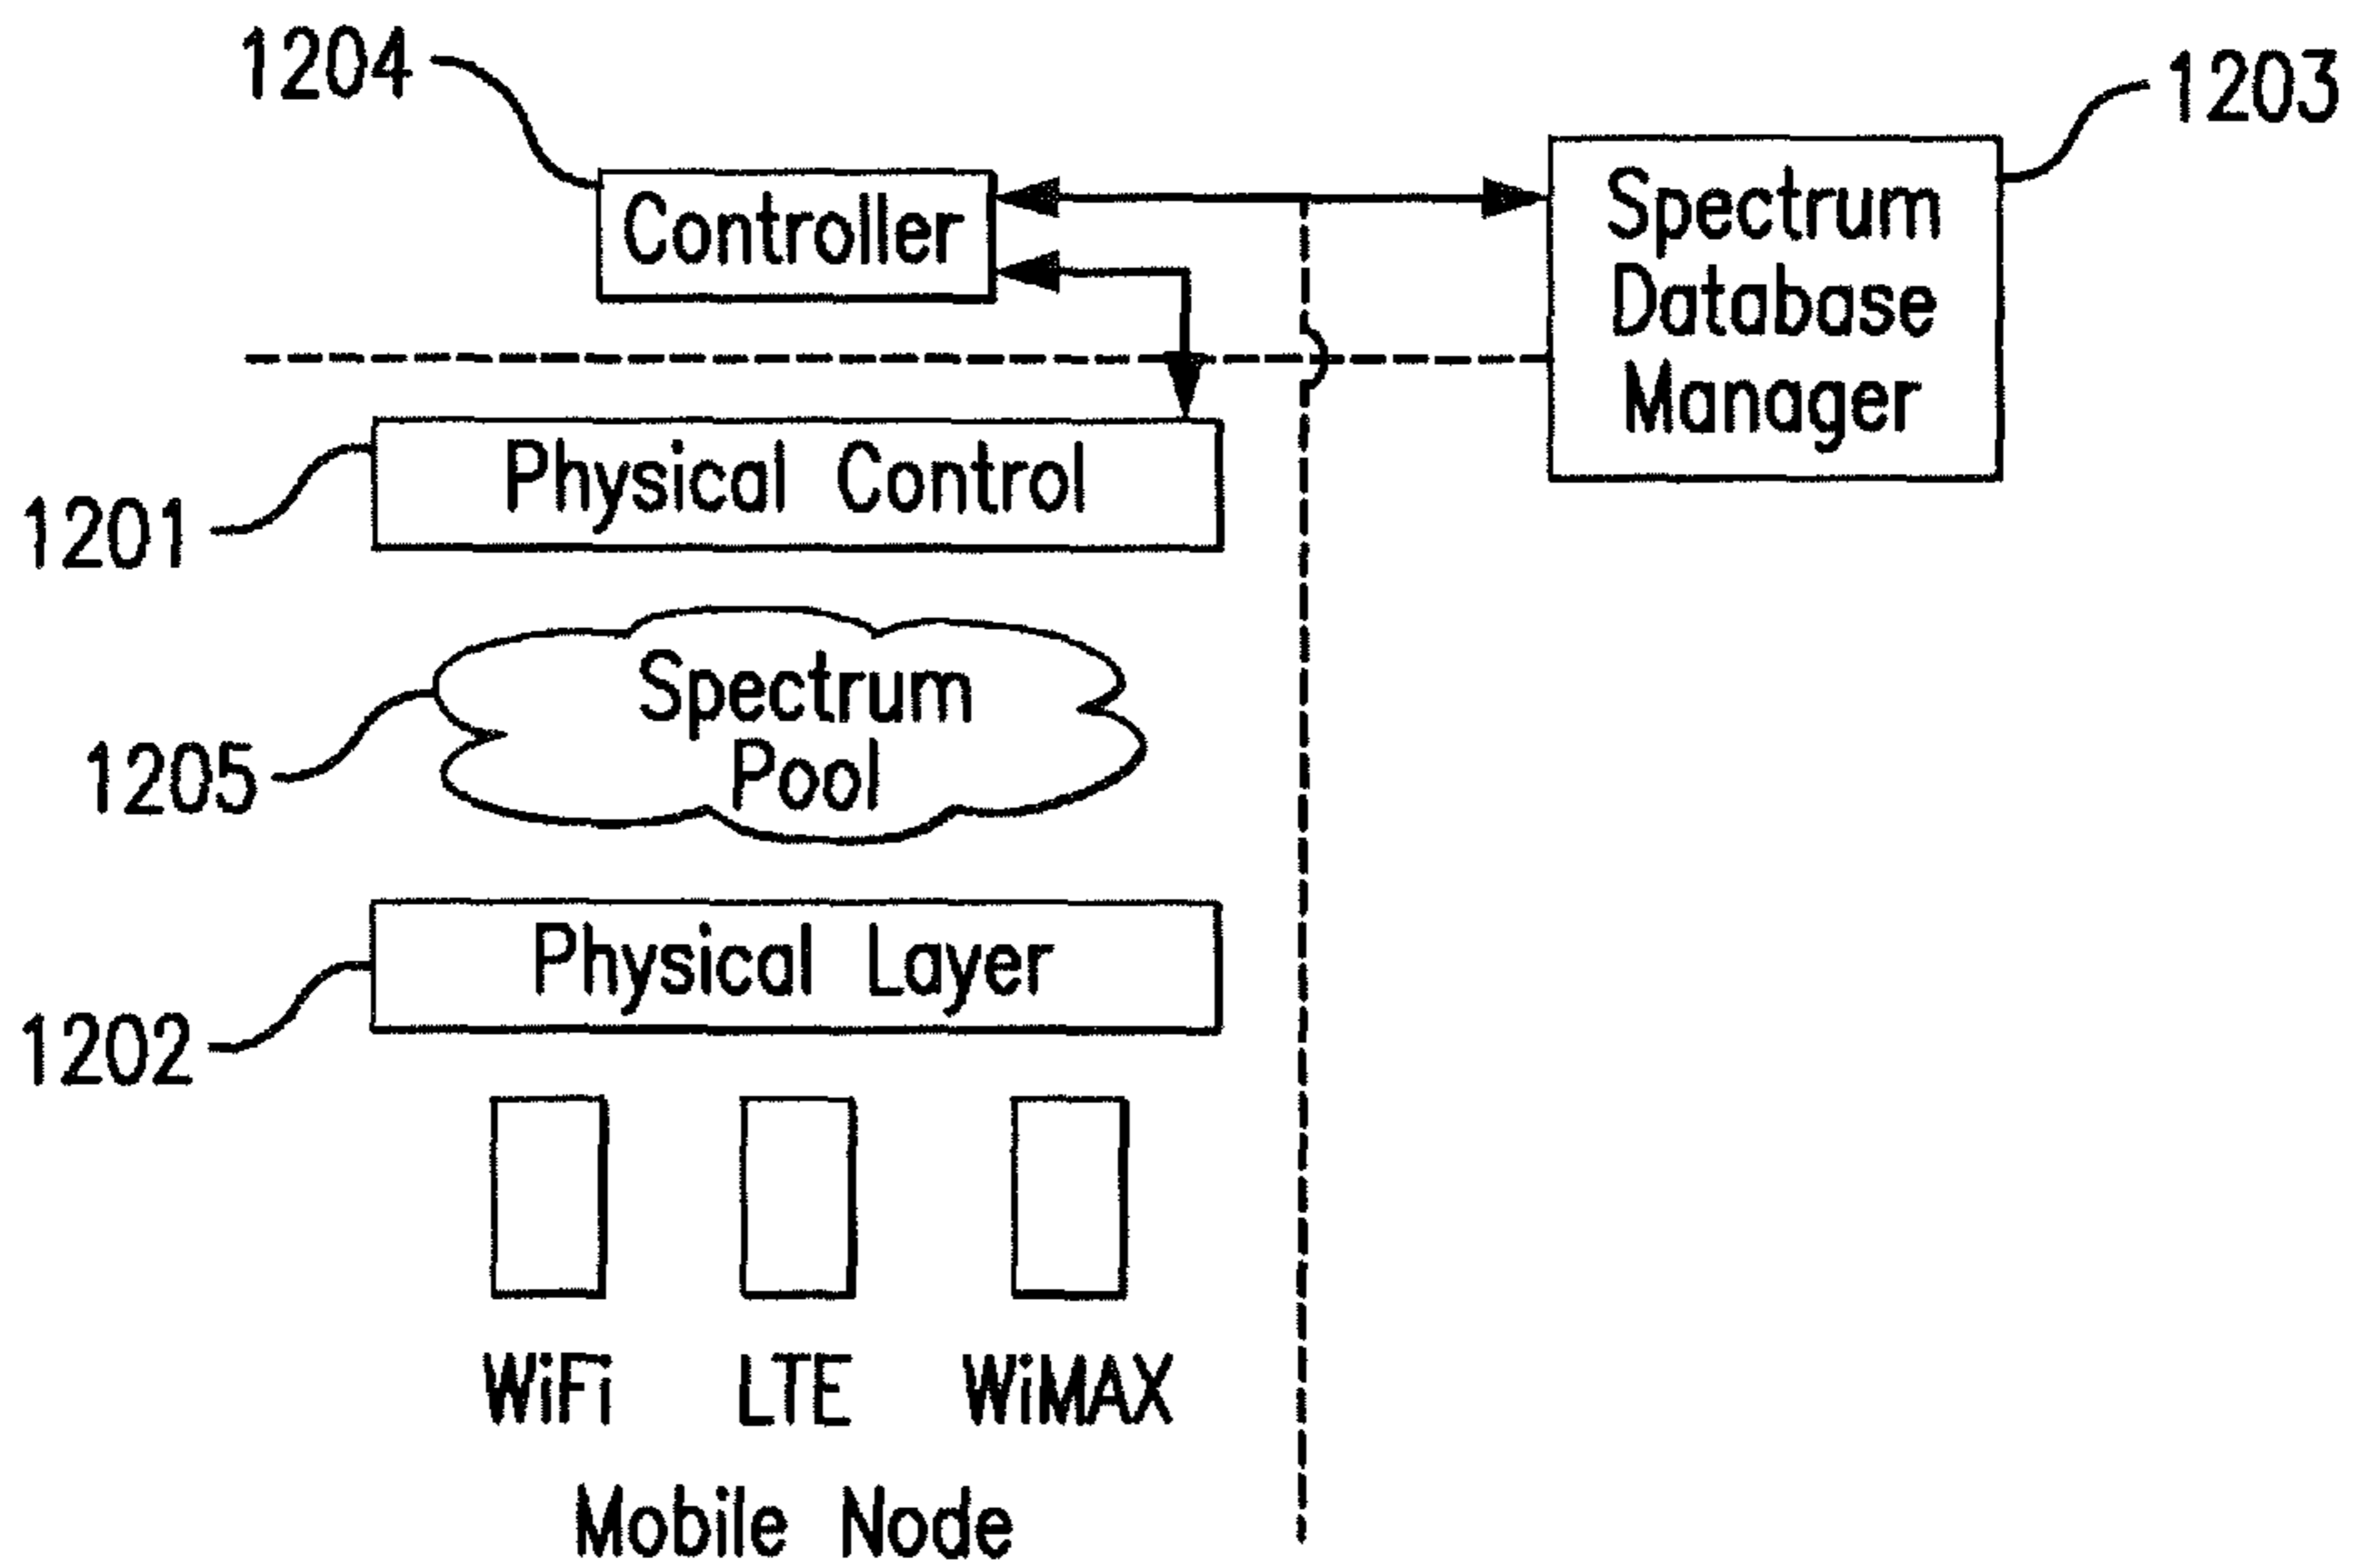 1204
1203
Controller
Spectrum
Database
Manager
Physical Control
1201
Spectrum
Pool
1205
Physical Layer
1202
WiFi LTE WiMAX
Mobile Node